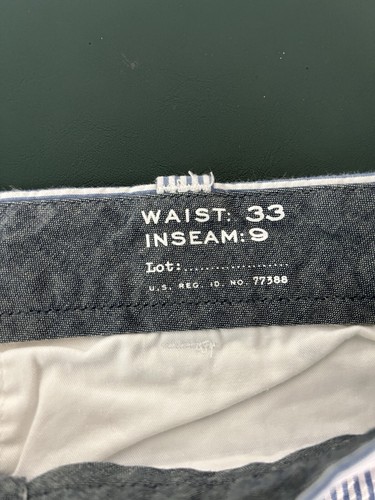 WAIST: 33
INSEAM: 9
Lot:....................
U.S. REG. ID. NO. 77388